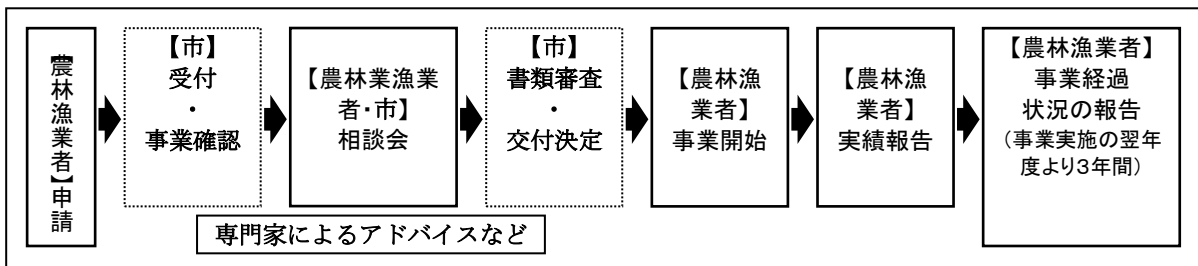 【農林漁業者】申請
【市】
受付
・
事業確認
【農林業漁業
者・市】
相談会
【市】
書類審査
・
交付決定
【農林漁
業者】
事業開始
【農林漁
業者】
実績報告
【農林漁業者】
事業経過
状況の報告
(事業実施の翌年
度より3年間)
専門家によるアドバイスなど